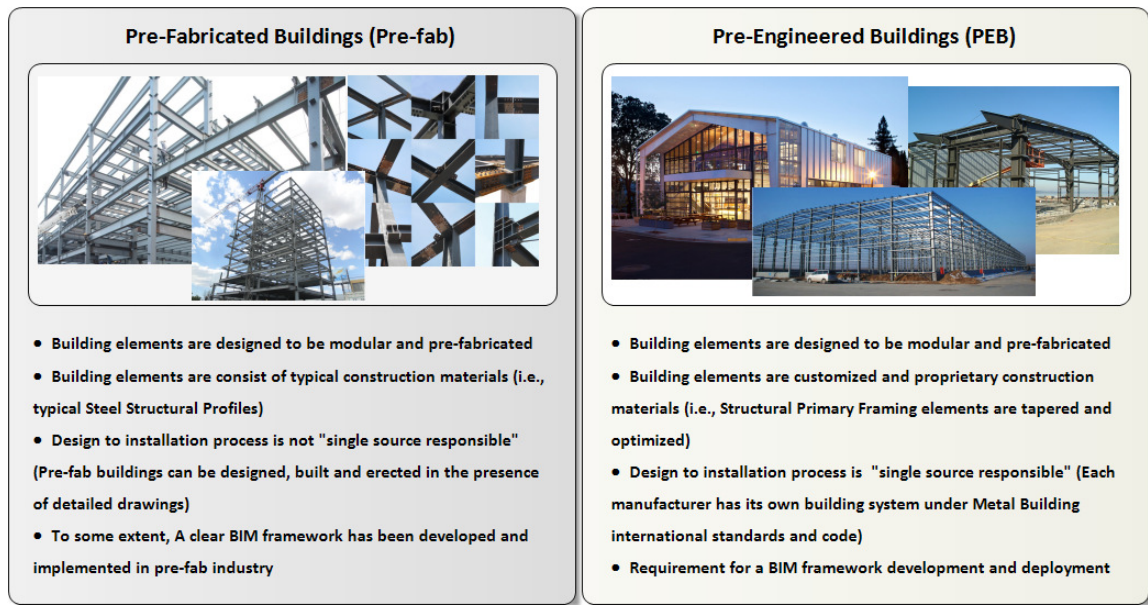 Pre-Fabricated Buildings (Pre-fab)
● Building elements are designed to be modular and pre-fabricated
● Building elements are consist of typical construction materials (i.e.,
typical Steel Structural Profiles)
● Design to installation process is not "single source responsible"
(Pre-fab buildings can be designed, built and erected in the presence
of detailed drawings)
● To some extent, A clear BIM framework has been developed and
implemented in pre-fab industry
Pre-Engineered Buildings (PEB)
● Building elements are designed to be modular and pre-fabricated
● Building elements are customized and proprietary construction
materials (i.e., Structural Primary Framing elements are tapered and
optimized)
● Design to installation process is "single source responsible" (Each
manufacturer has its own building system under Metal Building
international standards and code)
● Requirement for a BIM framework development and deployment